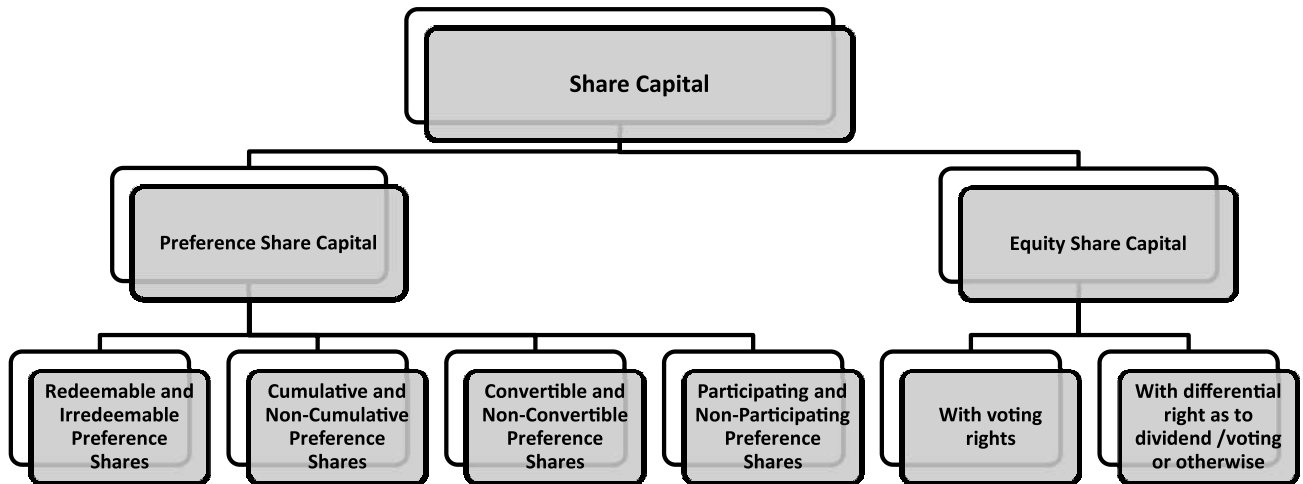 Share Capital
Preference Share Capital
Equity Share Capital
Redeemable and
Irredeemable
Preference
Shares
Cumulative and
Non-Cumulative
Preference
Shares
Convertible and
Non-Convertible
Preference
Shares
Participating and
Non-Participating
Preference
Shares
With voting
rights
With differential
right as to
dividend /voting
or otherwise